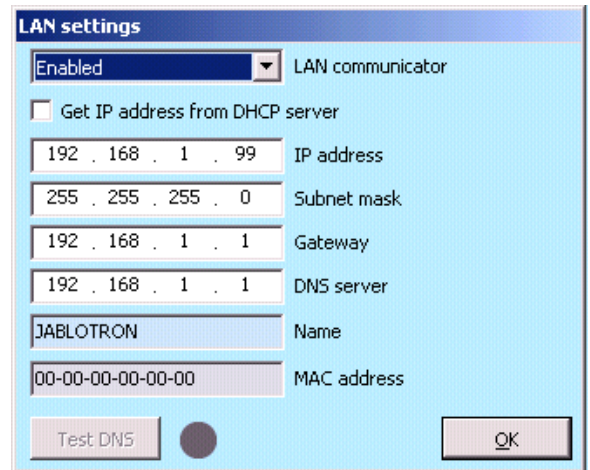 LAN settings
Enabled LAN communicator
Get IP address from DHCP server
192 . 168 . 1 . 99 IP address
255 . 255 . 255 . 0 Subnet mask
192 . 168 . 1 . 1 Gateway
192 . 168 . 1 . 1 DNS server
JABLOTRON Name
00-00-00-00-00-00 MAC address
Test DNS OK